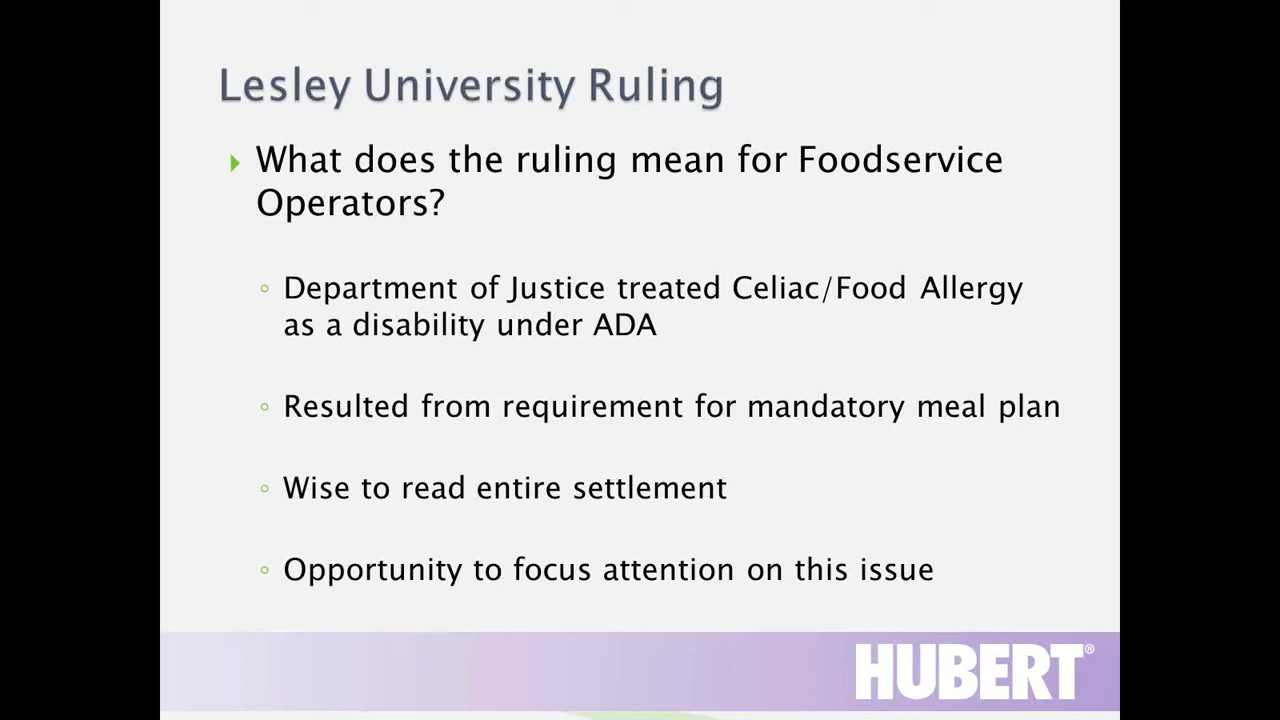 Lesley University Ruling
What does the ruling mean for Foodservice
Operators?
Department of Justice treated Celiac/Food Allergy
as a disability under ADA
Resulted from requirement for mandatory meal plan
Wise to read entire settlement
Opportunity to focus attention on this issue
HUBERT®